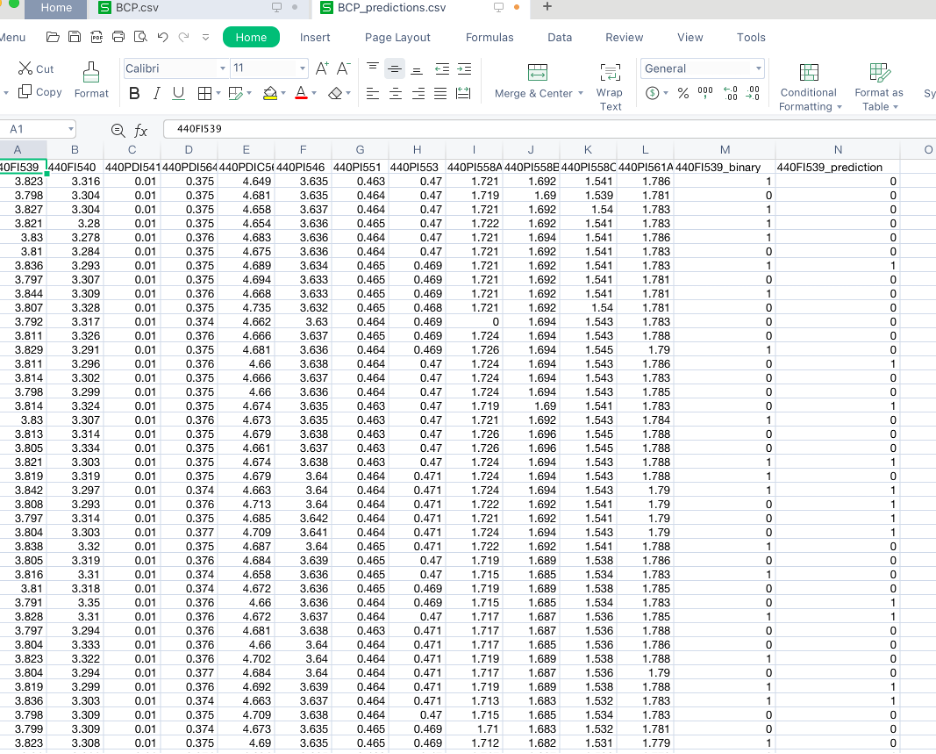 Home BCP.csv BCP_predictions.csv +
Menu Home Insert Page Layout Formulas Data Review View Tools
Cut Calibri 11 General
Copy Format B I U Merge & Center Wrap Text Conditional Formatting Format as Table Sy
A1 fx 440FI539
A B C D E F G H I J K L M N O
40FI539 440FI540 440PDI541 440PDI564 440PDIC5 440FI546 440PI551 440PI553 440PI558A 440PI558E 440PI558C 440PI561A 440FI539_binary 440FI539_prediction
3.823 3.316 0.01 0.375 4.649 3.635 0.463 0.47 1.721 1.692 1.541 1.786 1 0
3.798 3.304 0.01 0.375 4.681 3.635 0.464 0.47 1.719 1.69 1.539 1.781 0 0
3.827 3.304 0.01 0.375 4.658 3.637 0.464 0.47 1.721 1.692 1.54 1.783 1 0
3.821 3.28 0.01 0.375 4.654 3.636 0.465 0.47 1.722 1.692 1.541 1.783 1 0
3.83 3.278 0.01 0.376 4.683 3.636 0.464 0.47 1.721 1.694 1.541 1.786 1 0
3.81 3.284 0.01 0.375 4.675 3.636 0.464 0.47 1.721 1.692 1.541 1.783 0 0
3.836 3.293 0.01 0.375 4.689 3.634 0.465 0.469 1.721 1.692 1.541 1.783 1 1
3.797 3.307 0.01 0.375 4.694 3.633 0.465 0.469 1.721 1.692 1.541 1.781 0 0
3.844 3.309 0.01 0.376 4.668 3.633 0.465 0.469 1.721 1.692 1.541 1.781 1 0
3.807 3.328 0.01 0.375 4.735 3.632 0.465 0.468 1.721 1.692 1.54 1.781 0 0
3.792 3.317 0.01 0.374 4.662 3.63 0.464 0.469 0 1.694 1.543 1.783 0 0
3.811 3.326 0.01 0.376 4.666 3.637 0.465 0.469 1.724 1.694 1.543 1.788 0 0
3.829 3.291 0.01 0.375 4.681 3.636 0.464 0.469 1.726 1.694 1.545 1.79 1 0
3.811 3.296 0.01 0.376 4.66 3.638 0.464 0.47 1.724 1.694 1.543 1.786 0 1
3.814 3.302 0.01 0.375 4.666 3.637 0.464 0.47 1.724 1.694 1.543 1.783 0 0
3.798 3.299 0.01 0.375 4.66 3.636 0.464 0.47 1.724 1.694 1.543 1.785 0 0
3.814 3.324 0.01 0.375 4.674 3.635 0.463 0.47 1.719 1.69 1.541 1.783 0 1
3.83 3.307 0.01 0.376 4.673 3.635 0.463 0.47 1.721 1.692 1.543 1.784 1 0
3.813 3.314 0.01 0.375 4.679 3.638 0.463 0.47 1.726 1.696 1.545 1.788 0 0
3.805 3.334 0.01 0.375 4.661 3.637 0.463 0.47 1.726 1.696 1.545 1.788 0 0
3.821 3.303 0.01 0.375 4.674 3.638 0.463 0.47 1.724 1.694 1.543 1.788 1 1
3.819 3.319 0.01 0.375 4.679 3.64 0.464 0.471 1.724 1.694 1.543 1.788 1 0
3.842 3.297 0.01 0.374 4.663 3.64 0.464 0.471 1.724 1.694 1.543 1.79 1 1
3.808 3.293 0.01 0.376 4.713 3.64 0.464 0.471 1.722 1.692 1.541 1.79 0 1
3.797 3.314 0.01 0.375 4.685 3.642 0.464 0.471 1.721 1.692 1.541 1.79 0 1
3.804 3.303 0.01 0.377 4.709 3.641 0.464 0.471 1.724 1.694 1.543 1.79 0 1
3.838 3.32 0.01 0.375 4.687 3.64 0.465 0.471 1.722 1.692 1.541 1.788 1 0
3.805 3.319 0.01 0.376 4.684 3.639 0.465 0.47 1.719 1.689 1.538 1.786 0 0
3.816 3.31 0.01 0.374 4.658 3.636 0.465 0.47 1.715 1.685 1.534 1.783 1 0
3.81 3.318 0.01 0.374 4.672 3.636 0.465 0.469 1.719 1.689 1.538 1.785 0 0
3.791 3.35 0.01 0.376 4.66 3.636 0.464 0.469 1.715 1.685 1.534 1.783 0 1
3.828 3.31 0.01 0.376 4.672 3.637 0.464 0.47 1.717 1.687 1.536 1.785 1 1
3.797 3.294 0.01 0.376 4.681 3.638 0.463 0.471 1.717 1.687 1.536 1.788 0 0
3.804 3.333 0.01 0.376 4.66 3.64 0.464 0.471 1.717 1.685 1.536 1.786 0 0
3.823 3.322 0.01 0.376 4.702 3.64 0.464 0.471 1.719 1.689 1.538 1.788 1 0
3.804 3.294 0.01 0.377 4.684 3.64 0.464 0.471 1.717 1.687 1.536 1.79 0 0
3.819 3.299 0.01 0.376 4.692 3.639 0.464 0.471 1.719 1.689 1.538 1.788 1 1
3.836 3.303 0.01 0.374 4.663 3.637 0.464 0.471 1.713 1.683 1.532 1.783 1 1
3.798 3.309 0.01 0.375 4.709 3.638 0.464 0.47 1.715 1.685 1.534 1.783 0 0
3.799 3.309 0.01 0.374 4.673 3.635 0.465 0.469 1.71 1.683 1.532 1.781 0 0
3.823 3.308 0.01 0.375 4.69 3.635 0.465 0.469 1.712 1.682 1.531 1.779 1 0